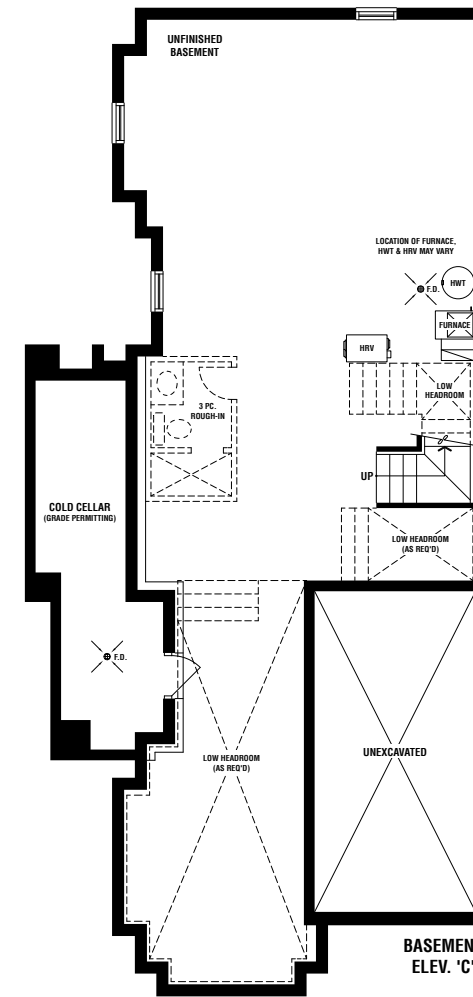 UNFINISHED
BASEMENT
LOCATION OF FURNACE,
HWT & HRV MAY VARY
F.D.
HWT
FURNACE
HRV
LOW
HEADROOM
3 PC.
ROUGH-IN
UP
COLD CELLAR
(GRADE PERMITTING)
LOW HEADROOM
(AS REQ'D)
F.D.
LOW HEADROOM
(AS REQ'D)
UNEXCAVATED
BASEMEN
ELEV. 'C'